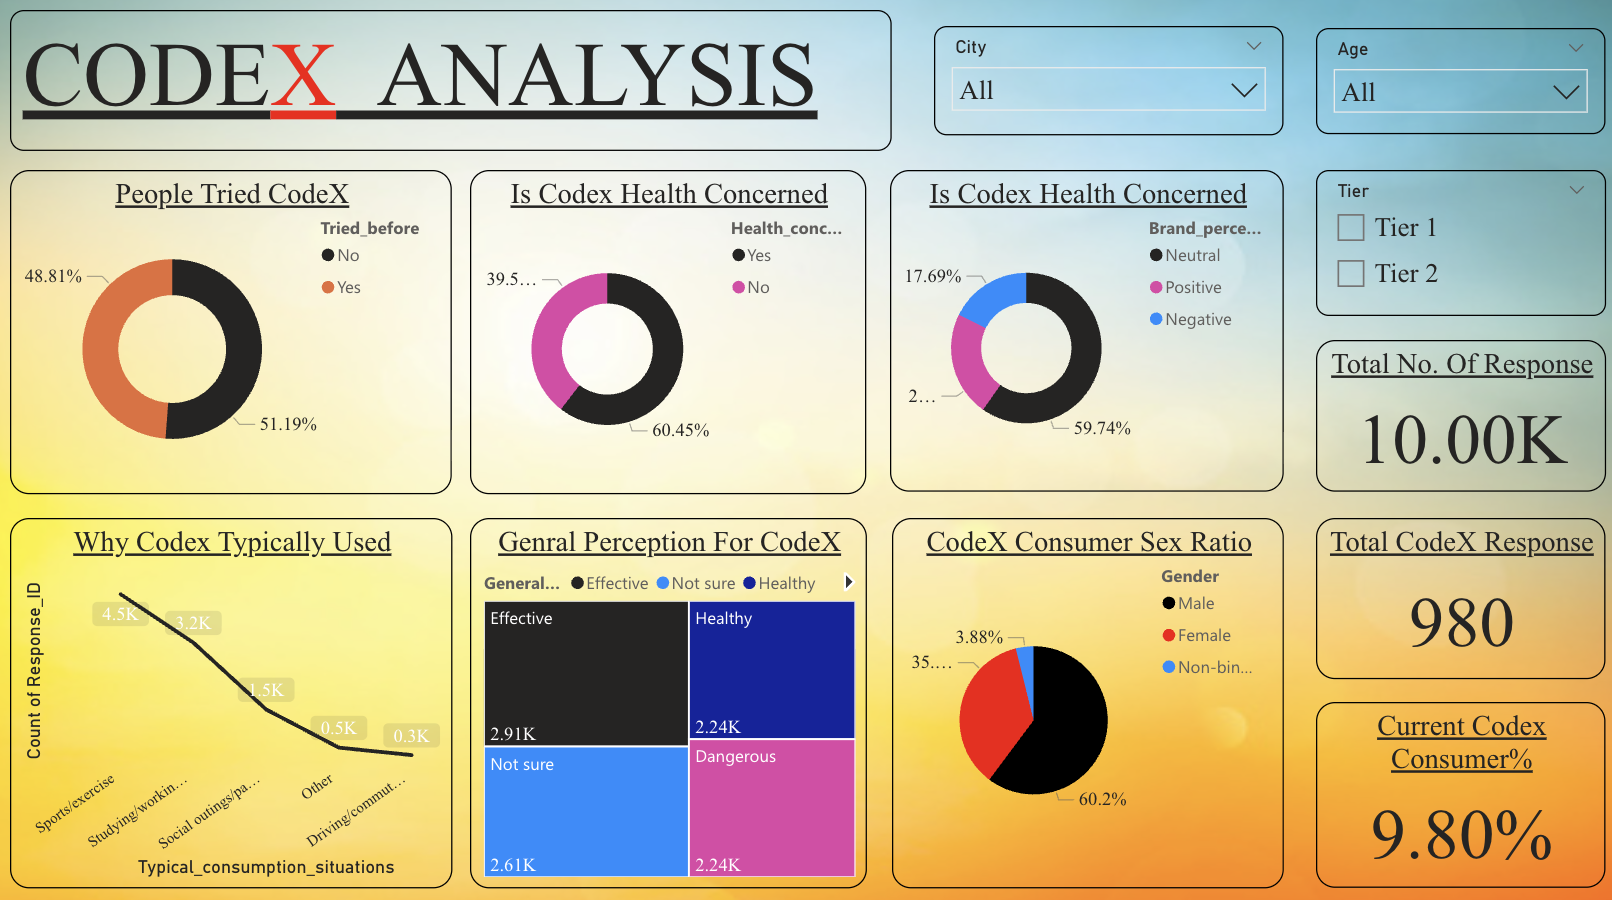 CODEX ANALYSIS
City
All
Age
All
People Tried CodeX
Tried_before
No
Yes
48.81%
51.19%
Is Codex Health Concerned
Health_conc...
Yes
No
39.5...
60.45%
Is Codex Health Concerned
Brand_perce...
Neutral
Positive
Negative
17.69%
2...
59.74%
Tier
Tier 1
Tier 2
Total No. Of Response
10.00K
Why Codex Typically Used
Count of Response_ID
4.5K
3.2K
1.5K
0.5K
0.3K
Sports/exercise
Studying/workin...
Social outings/pa...
Other
Driving/commut...
Typical_consumption_situations
Genral Perception For CodeX
General... Effective Not sure Healthy
Effective
2.91K
Healthy
2.24K
Not sure
2.61K
Dangerous
2.24K
CodeX Consumer Sex Ratio
Gender
Male
Female
Non-bin...
3.88%
35....
60.2%
Total CodeX Response
980
Current Codex
Consumer%
9.80%